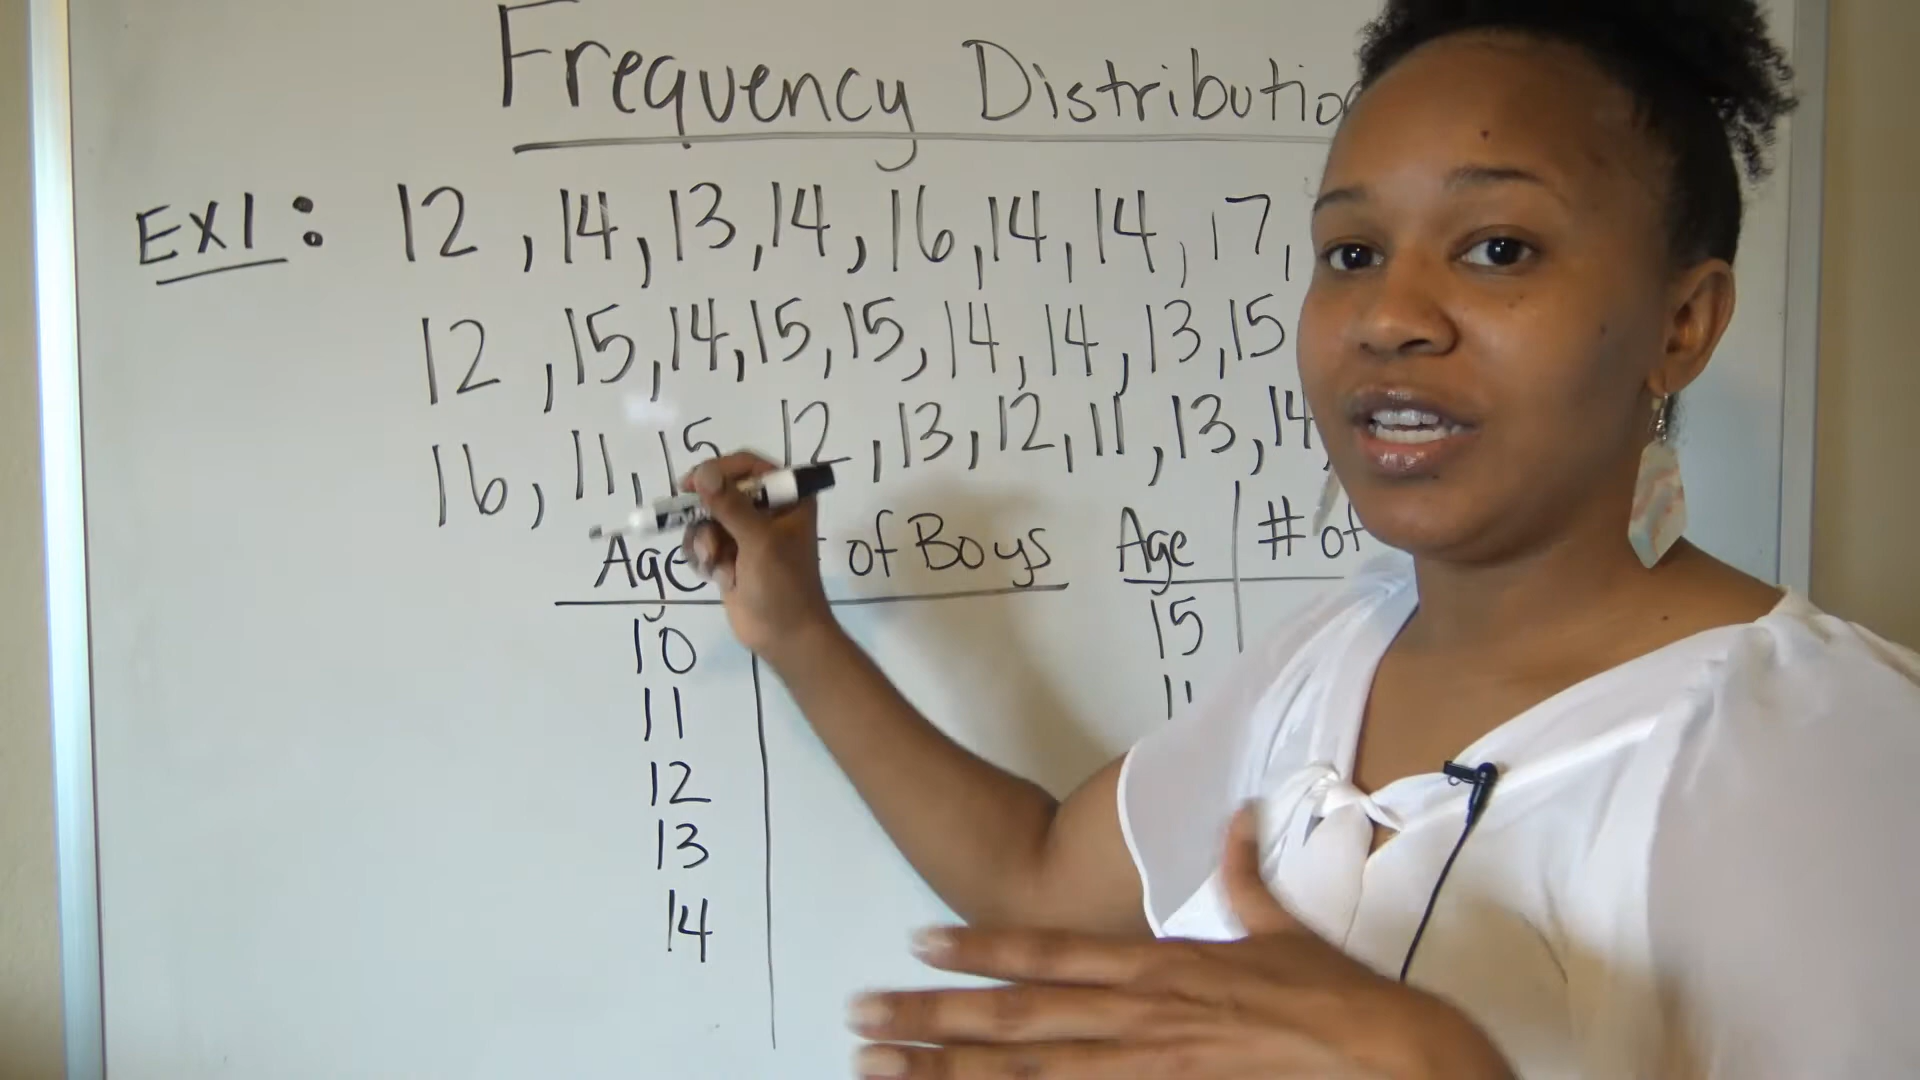 Frequency Distributio
EX1: 12, 14, 13, 14, 16, 14, 14, 17,
12, 15, 14, 15, 15, 14, 14, 13, 15
16, 11, 15 12, 13, 12, 11, 13, 14,
Age of Boys
10
11
12
13
14
Age # of
15